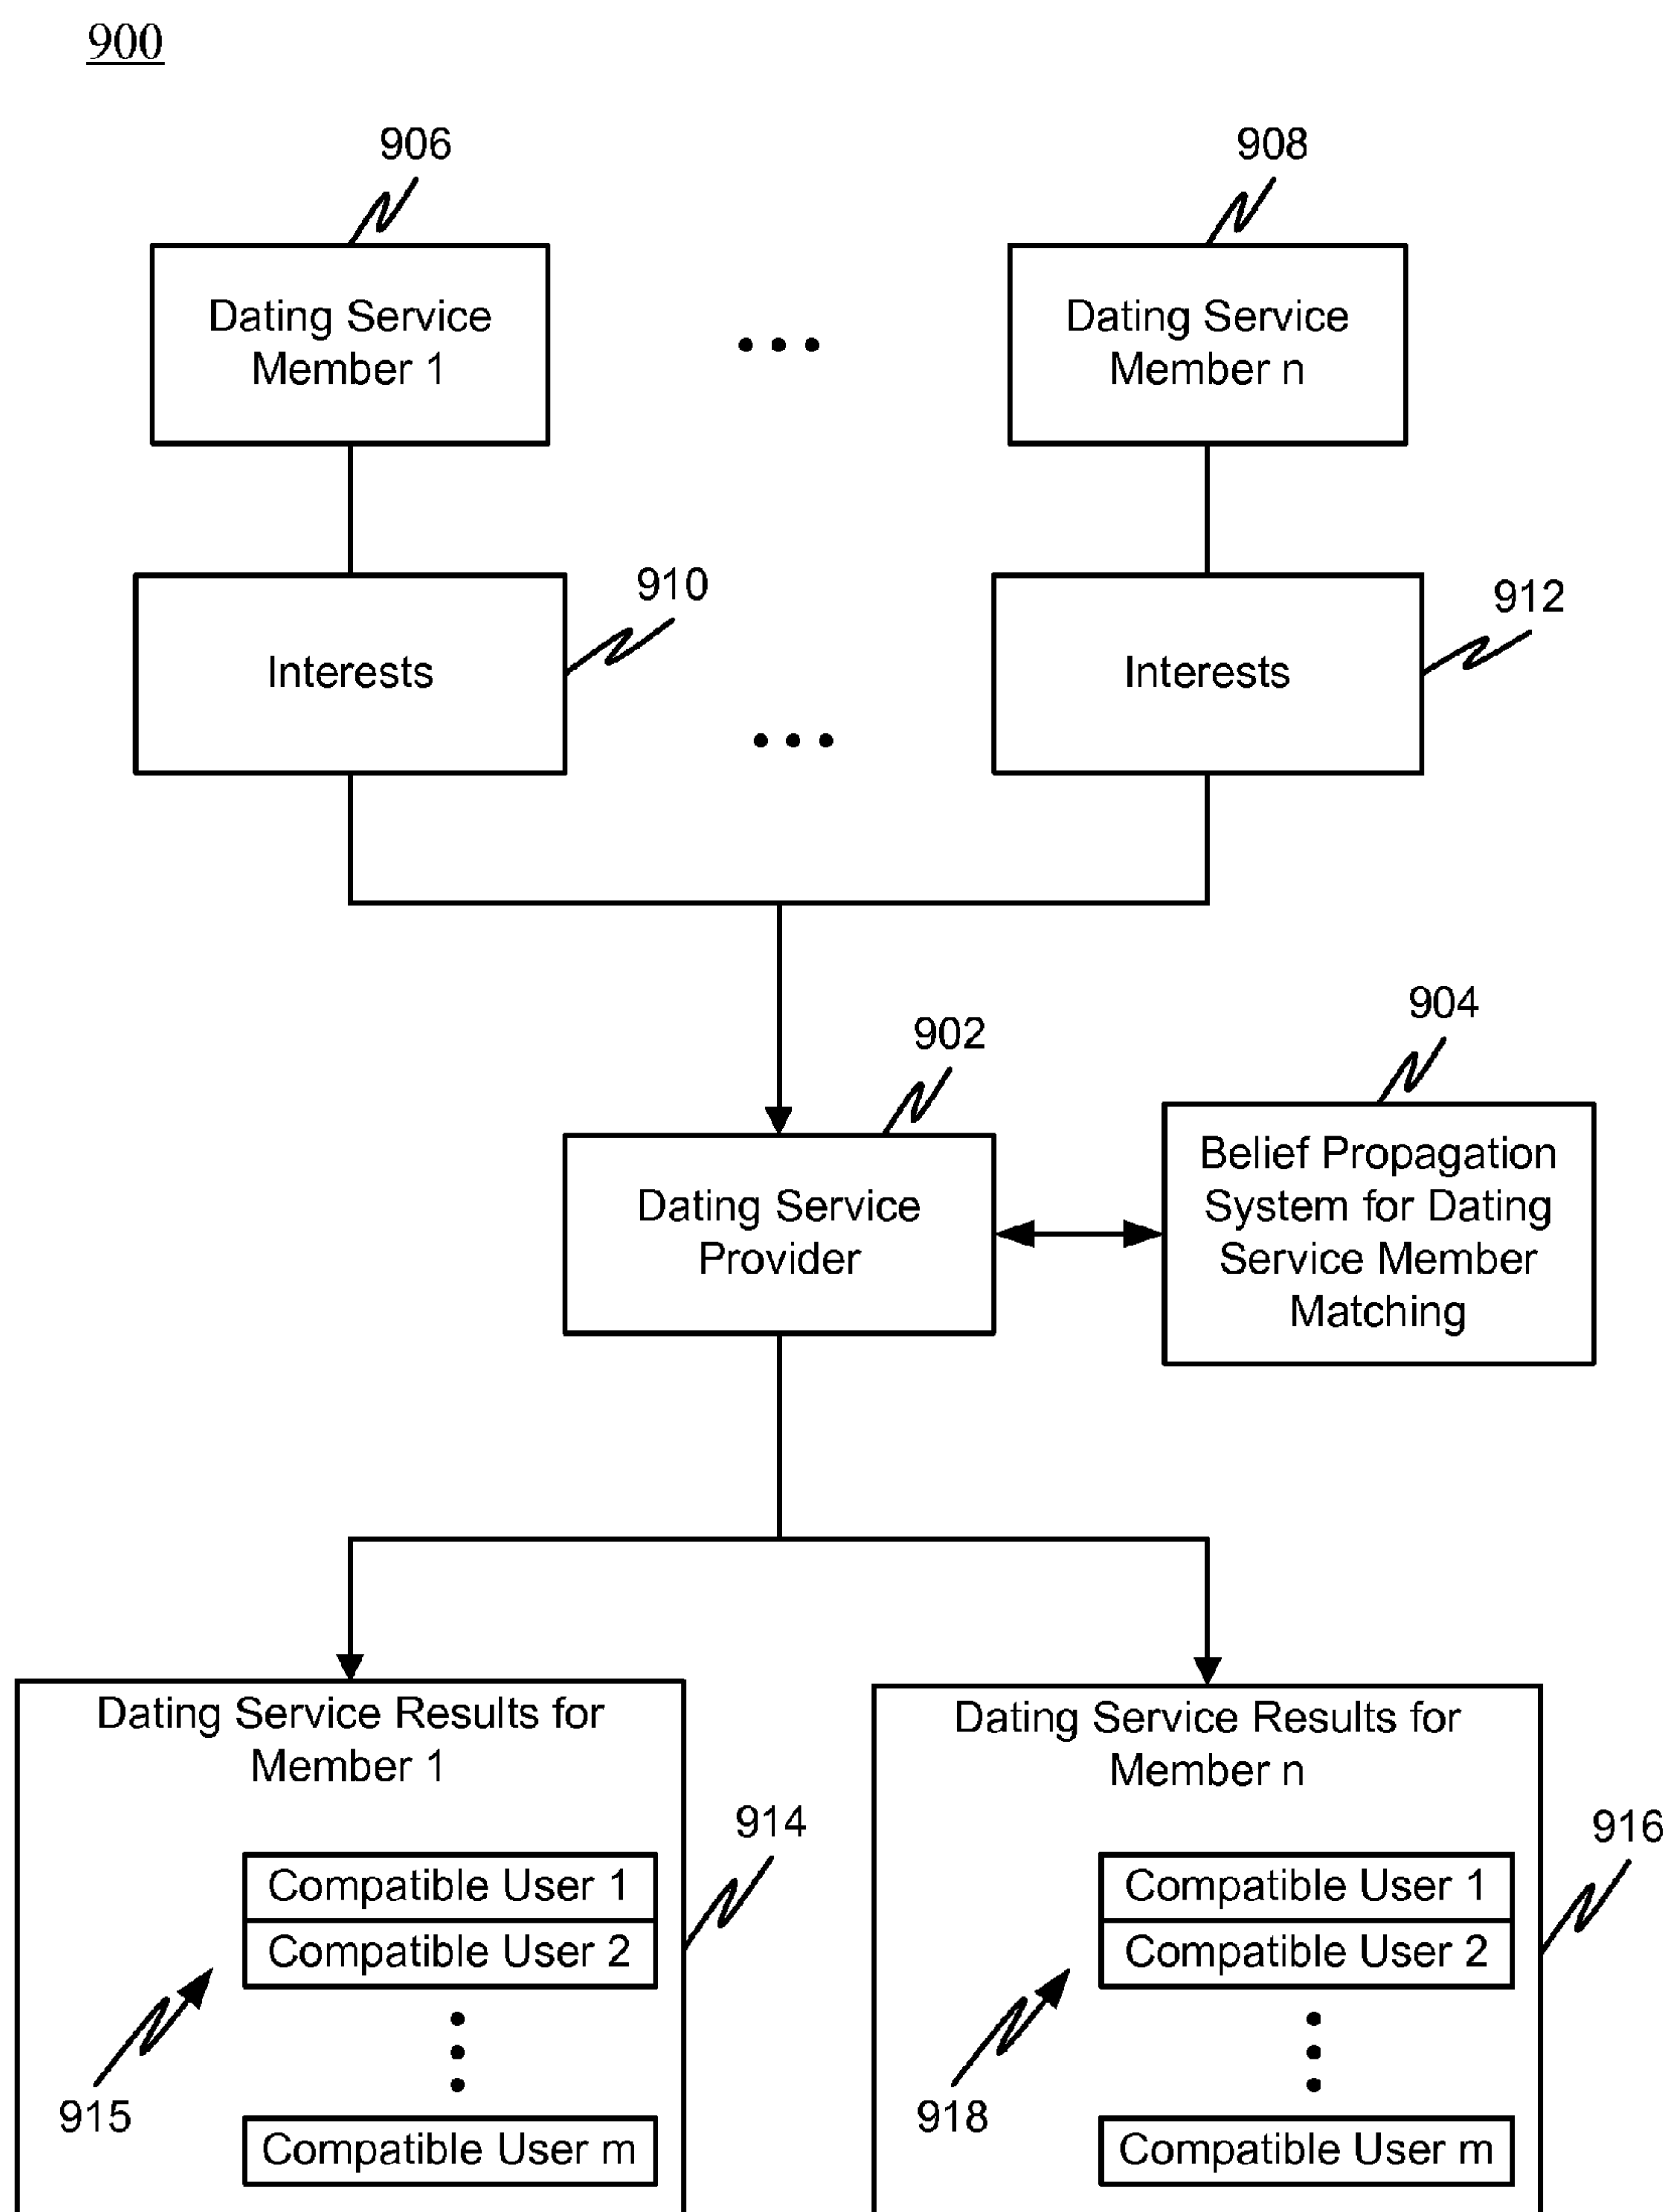 900
906
908
Dating Service
Member 1
Dating Service
Member n
910
912
Interests
Interests
902
904
Dating Service
Provider
Belief Propagation
System for Dating
Service Member
Matching
Dating Service Results for
Member 1
Dating Service Results for
Member n
914
916
Compatible User 1
Compatible User 2
Compatible User 1
Compatible User 2
915
918
Compatible User m
Compatible User m